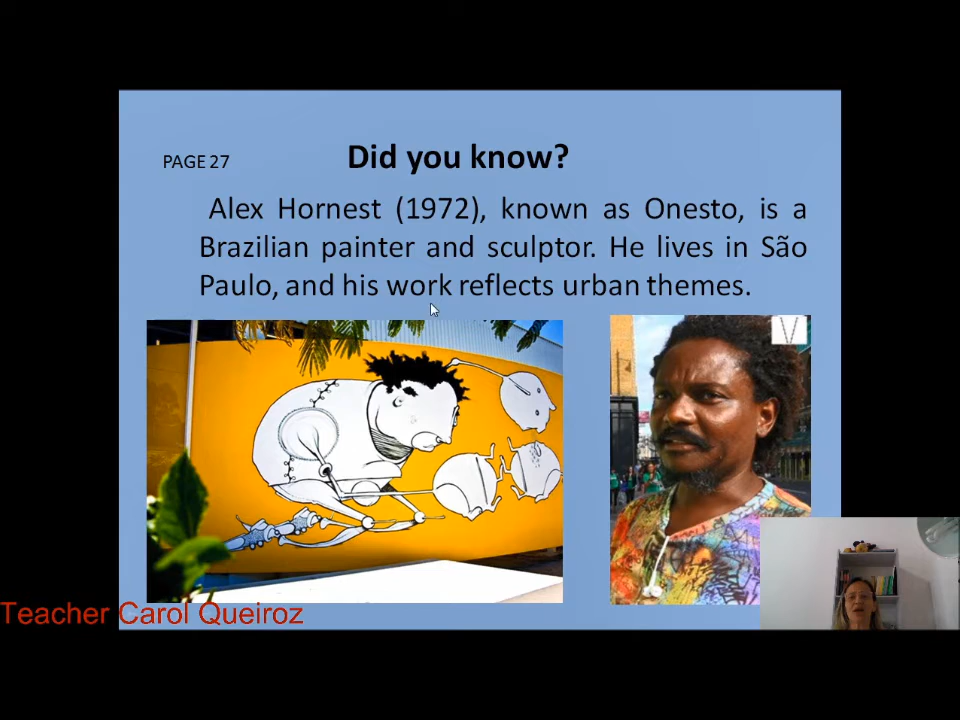 PAGE 27
Did you know?
Alex Hornest (1972), known as Onesto, is a
Brazilian painter and sculptor. He lives in São
Paulo, and his work reflects urban themes.
V
Teacher Carol Queiroz